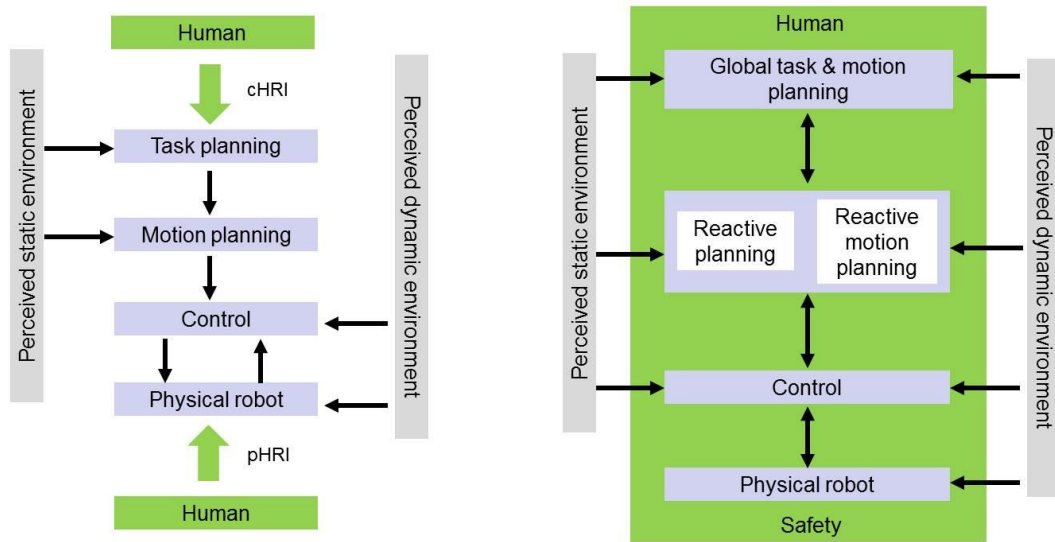 Human
cHRI
Perceived static environment
Perceived dynamic environment
Task planning
Motion planning
Control
Physical robot
pHRI
Human
Human
Perceived static environment
Perceived dynamic environment
Global task & motion
planning
Reactive
planning
Reactive
motion
planning
Control
Physical robot
Safety